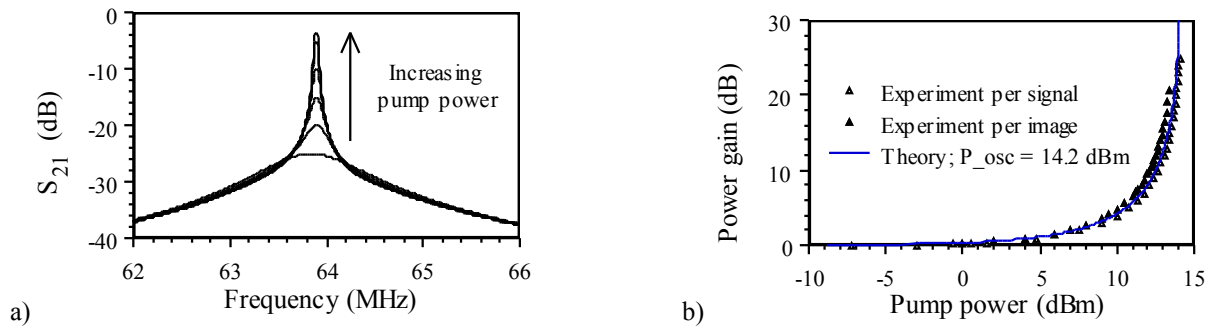 0
-10
-20
-30
-40
S21 (dB)
Increasing
pump power
62 63 64 65 66
Frequency (MHz)
a)
30
20
10
0
Power gain (dB)
Experiment per signal
Experiment per image
Theory; P_osc = 14.2 dBm
-10 -5 0 5 10 15
Pump power (dBm)
b)